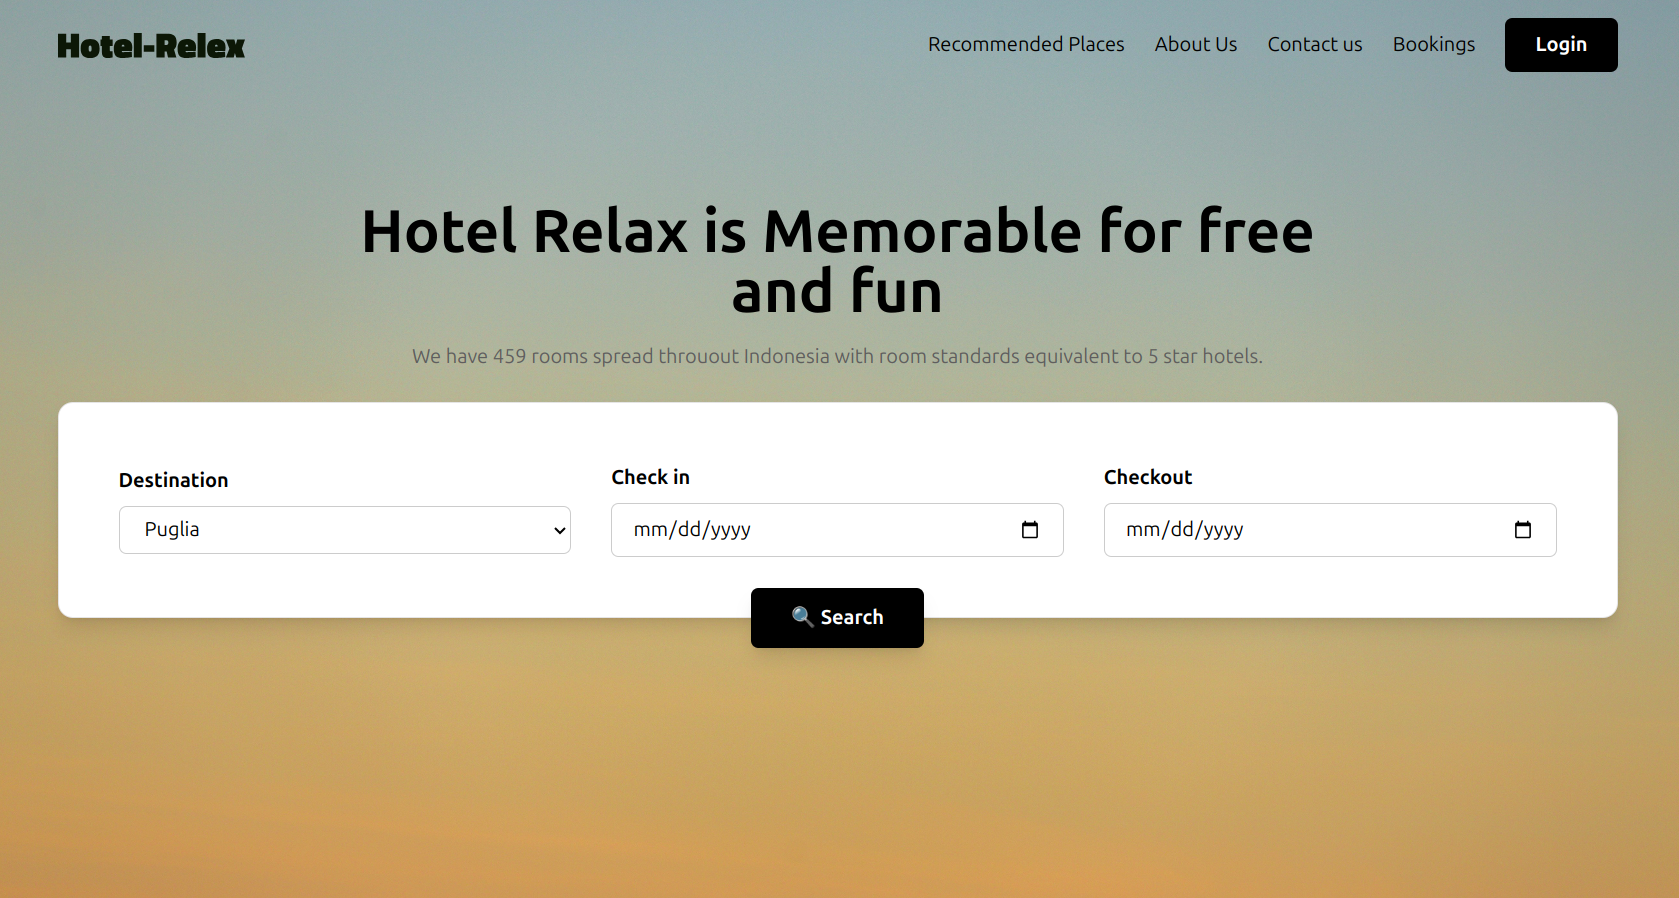 Hotel-Relex
Recommended Places
About Us
Contact us
Bookings
Login
Hotel Relax is Memorable for free
and fun
We have 459 rooms spread throuout Indonesia with room standards equivalent to 5 star hotels.
Destination
Puglia
Check in
mm/dd/yyyy
Checkout
mm/dd/yyyy
🔍 Search